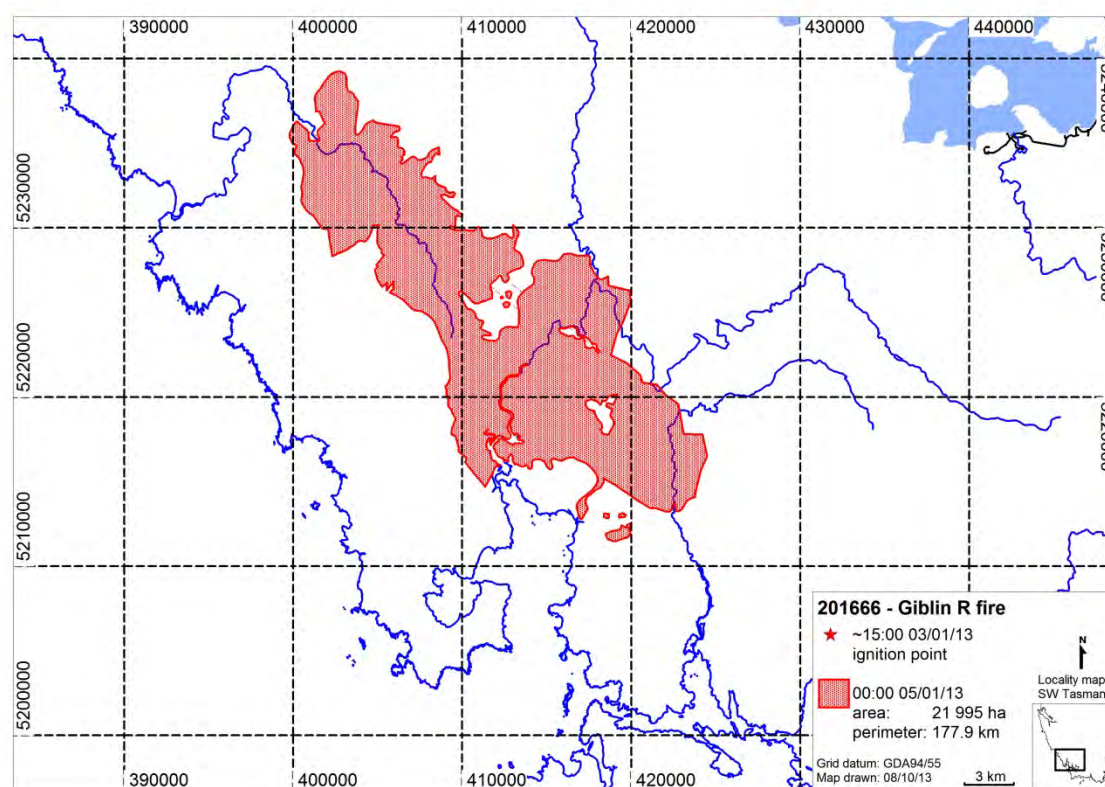 390000 400000 410000 420000 430000 440000
5230000
5220000
5210000
5200000
201666 - Giblin R fire
~15:00 03/01/13
ignition point
00:00 05/01/13
area: 21 995 ha
perimeter: 177.9 km
Grid datum: GDA94/55
Map drawn: 08/10/13
N
Locality map
SW Tasman
3 km
390000 400000 410000 420000